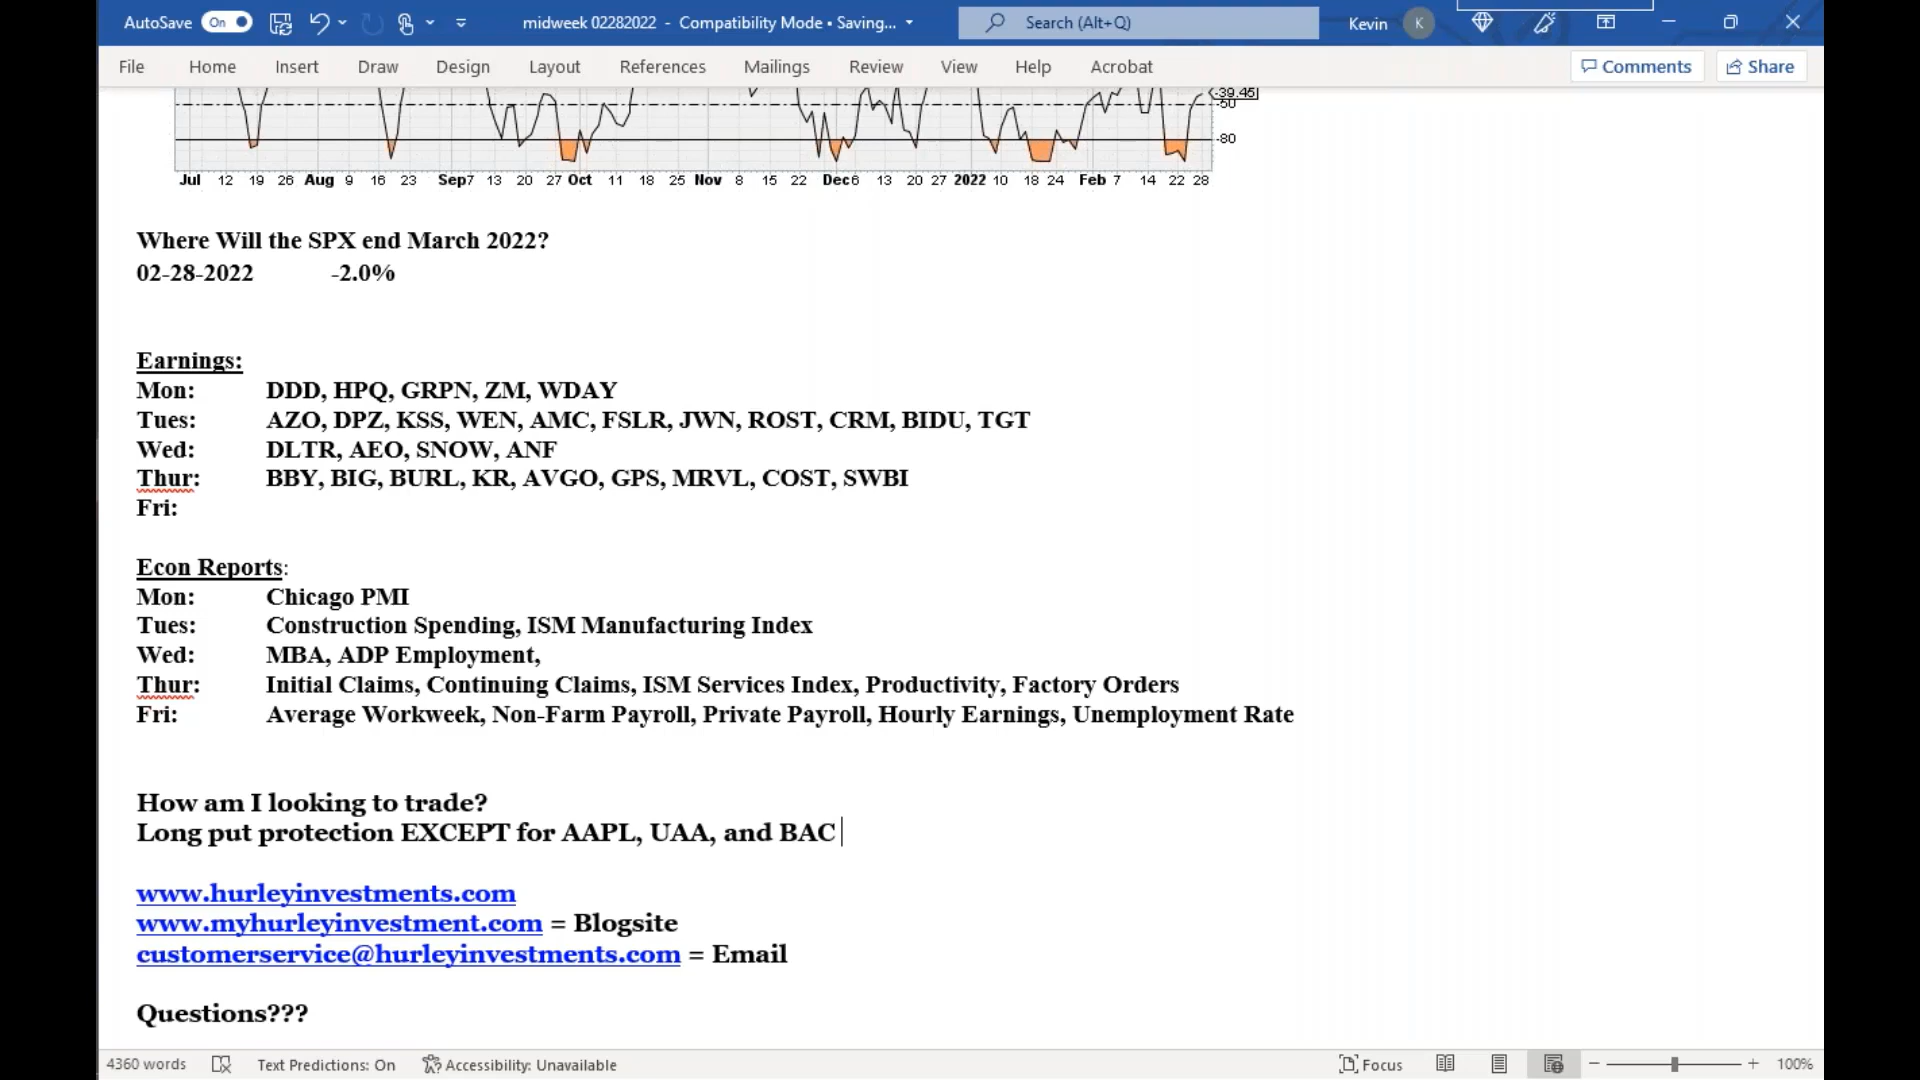 AutoSave On midweek 02282022 - Compatibility Mode • Saving... Search (Alt+Q) Kevin K
File Home Insert Draw Design Layout References Mailings Review View Help Acrobat Comments Share
-39.45
-50
-80
Jul 12 19 26 Aug 9 16 23 Sep7 13 20 27 Oct 11 18 25 Nov 8 15 22 Dec6 13 20 27 2022 10 18 24 Feb 7 14 22 28
Where Will the SPX end March 2022?
02-28-2022 -2.0%
Earnings:
Mon: DDD, HPQ, GRPN, ZM, WDAY
Tues: AZO, DPZ, KSS, WEN, AMC, FSLR, JWN, ROST, CRM, BIDU, TGT
Wed: DLTR, AEO, SNOW, ANF
Thur: BBY, BIG, BURL, KR, AVGO, GPS, MRVL, COST, SWBI
Fri:
Econ Reports:
Mon: Chicago PMI
Tues: Construction Spending, ISM Manufacturing Index
Wed: MBA, ADP Employment,
Thur: Initial Claims, Continuing Claims, ISM Services Index, Productivity, Factory Orders
Fri: Average Workweek, Non-Farm Payroll, Private Payroll, Hourly Earnings, Unemployment Rate
How am I looking to trade?
Long put protection EXCEPT for AAPL, UAA, and BAC
www.hurleyinvestments.com
www.myhurleyinvestment.com = Blogsite
customerservice@hurleyinvestments.com = Email
Questions???
4360 words Text Predictions: On Accessibility: Unavailable Focus 100%